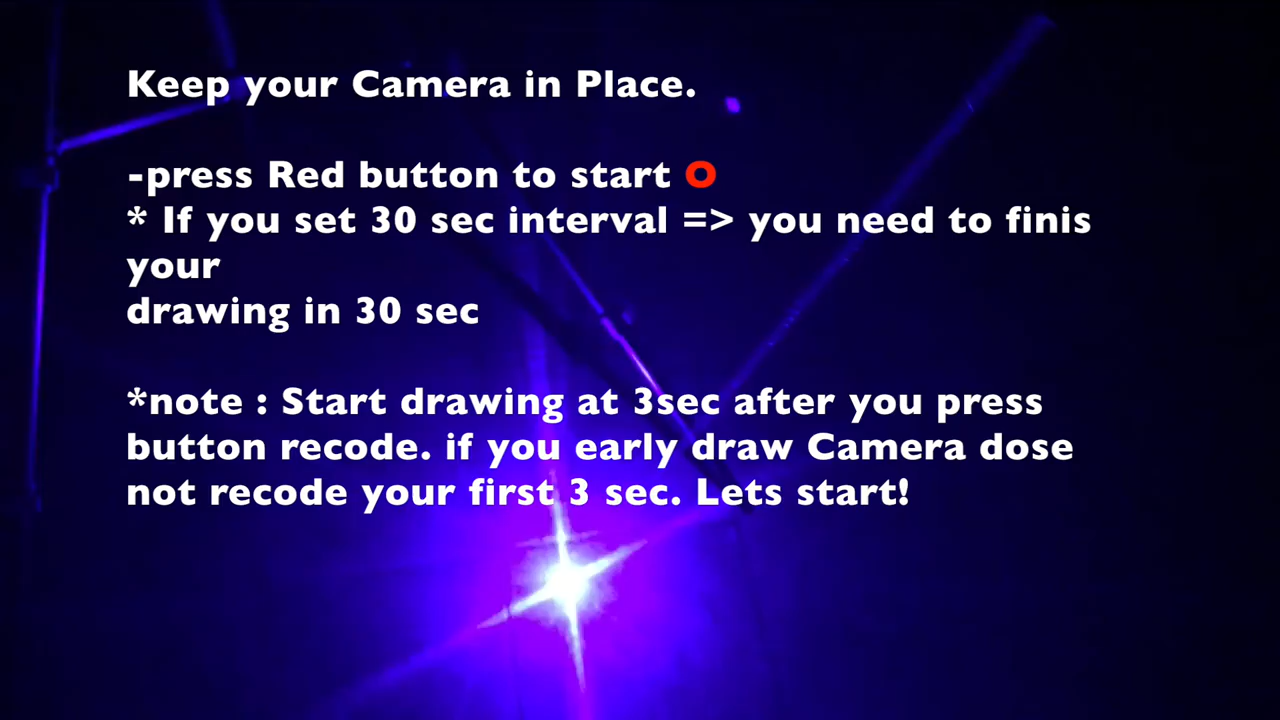 Keep your Camera in Place.
-press Red button to start O
* If you set 30 sec interval => you need to finis
your
drawing in 30 sec
*note : Start drawing at 3sec after you press
button recode. if you early draw Camera dose
not recode your first 3 sec. Lets start!